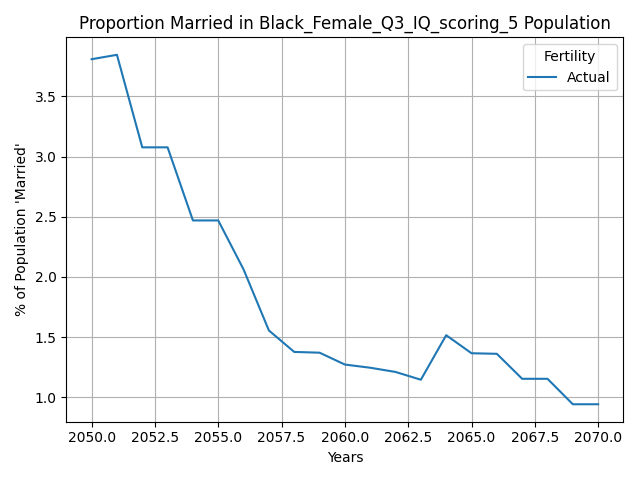 Proportion Married in Black_Female_Q3_IQ_scoring_5 Population
Fertility
Actual
% of Population 'Married'
3.5
3.0
2.5
2.0
1.5
1.0
2050.0 2052.5 2055.0 2057.5 2060.0 2062.5 2065.0 2067.5 2070.0
Years